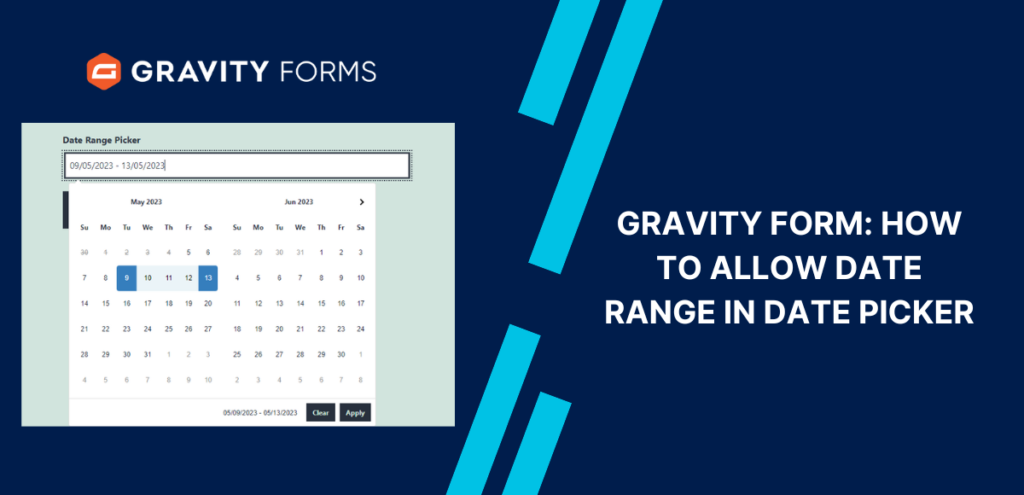 GRAVITY FORMS
Date Range Picker
09/05/2023 - 13/05/2023
May 2023
Su Mo Tu We Th Fr Sa
30 1 2 3 4 5 6
7 8 9 10 11 12 13
14 15 16 17 18 19 20
21 22 23 24 25 26 27
28 29 30 31 1 2 3
4 5 6 7 8 9 10
Jun 2023
Su Mo Tu We Th Fr Sa
28 29 30 31 1 2 3
4 5 6 7 8 9 10
11 12 13 14 15 16 17
18 19 20 21 22 23 24
25 26 27 28 29 30 1
2 3 4 5 6 7 8
05/09/2023 - 05/13/2023 Clear Apply
GRAVITY FORM: HOW
TO ALLOW DATE
RANGE IN DATE PICKER